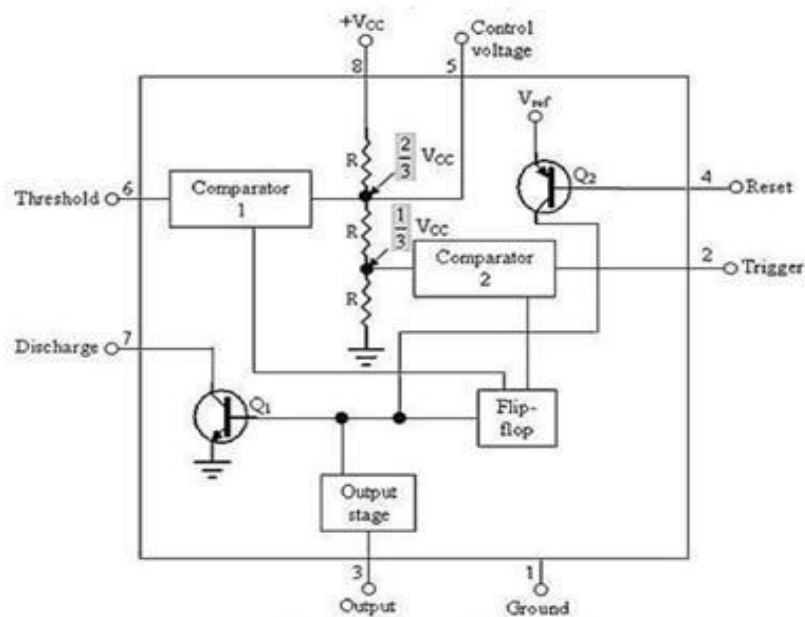 +VCC
Control
voltage
8
5
Vref
2
3
VCC
R
Q2
6
Threshold
Comparator
1
4
Reset
1
3
VCC
R
Comparator
2
2
Trigger
R
7
Discharge
Q1
Flip-
flop
Output
stage
3
Output
1
Ground